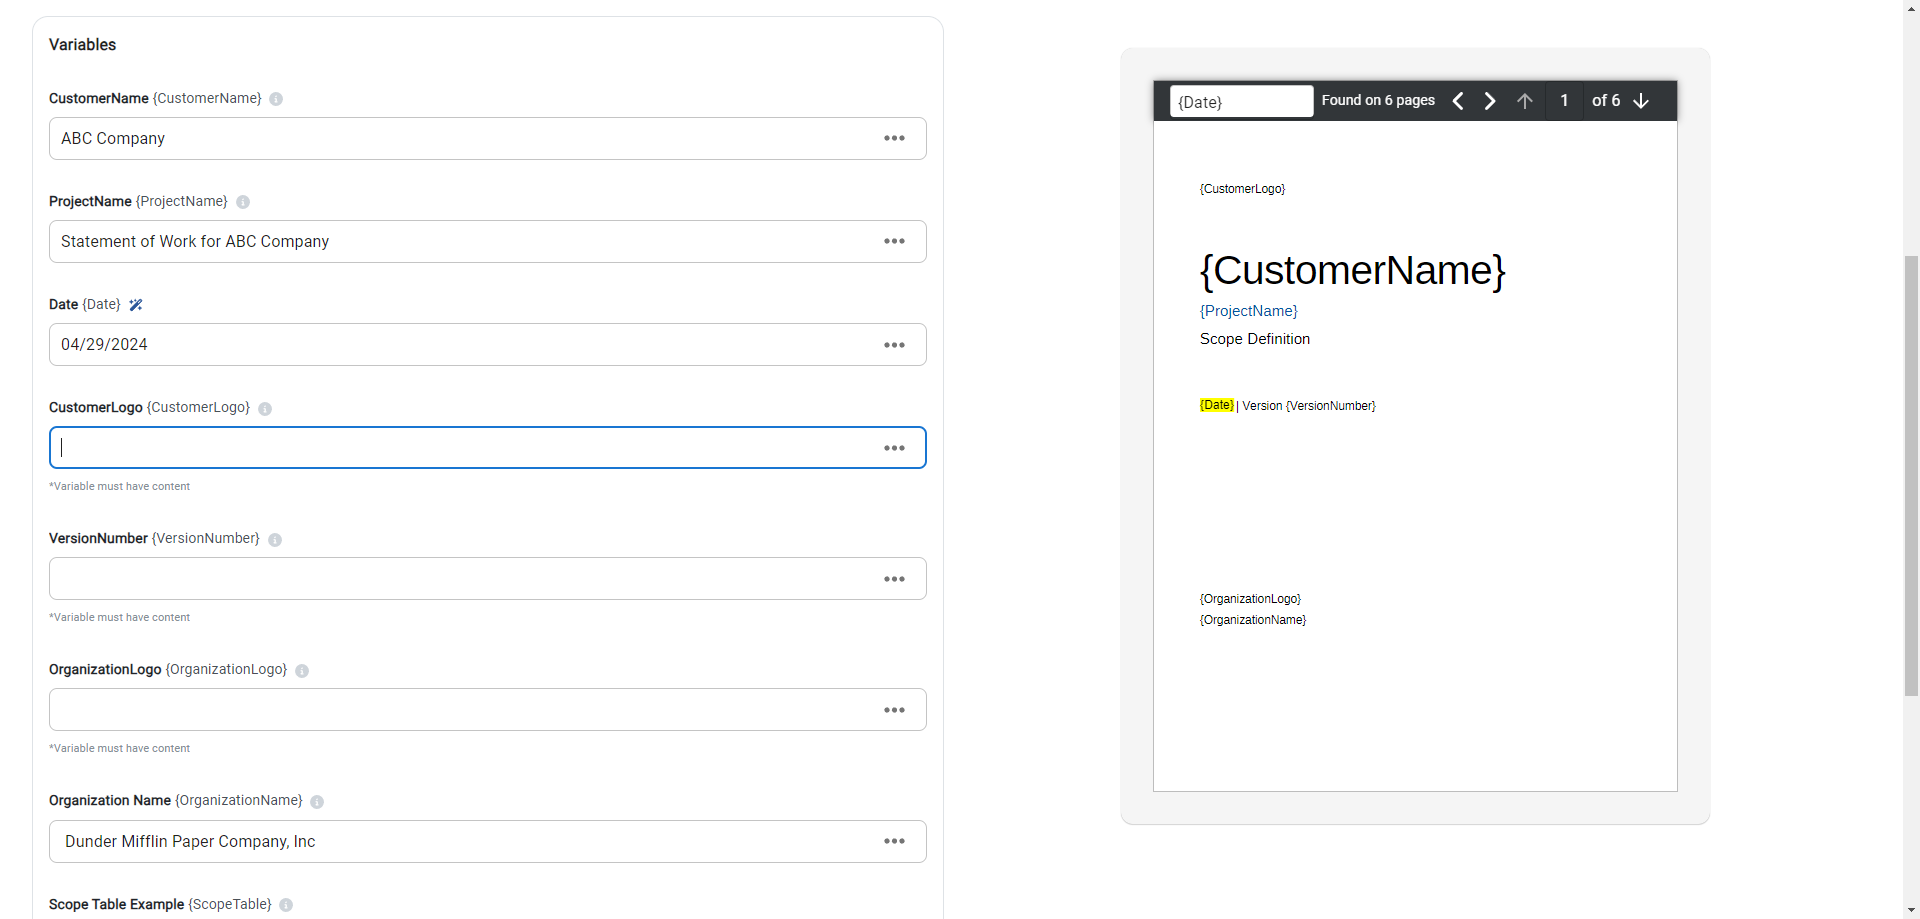 Variables
CustomerName {CustomerName}
ABC Company
ProjectName {ProjectName}
Statement of Work for ABC Company
Date {Date}
04/29/2024
CustomerLogo {CustomerLogo}
*Variable must have content
VersionNumber {VersionNumber}
*Variable must have content
OrganizationLogo {OrganizationLogo}
*Variable must have content
Organization Name {OrganizationName}
Dunder Mifflin Paper Company, Inc
Scope Table Example {ScopeTable}
{Date} Found on 6 pages 1 of 6
{CustomerLogo}
{CustomerName}
{ProjectName}
Scope Definition
{Date} | Version {VersionNumber}
{OrganizationLogo}
{OrganizationName}